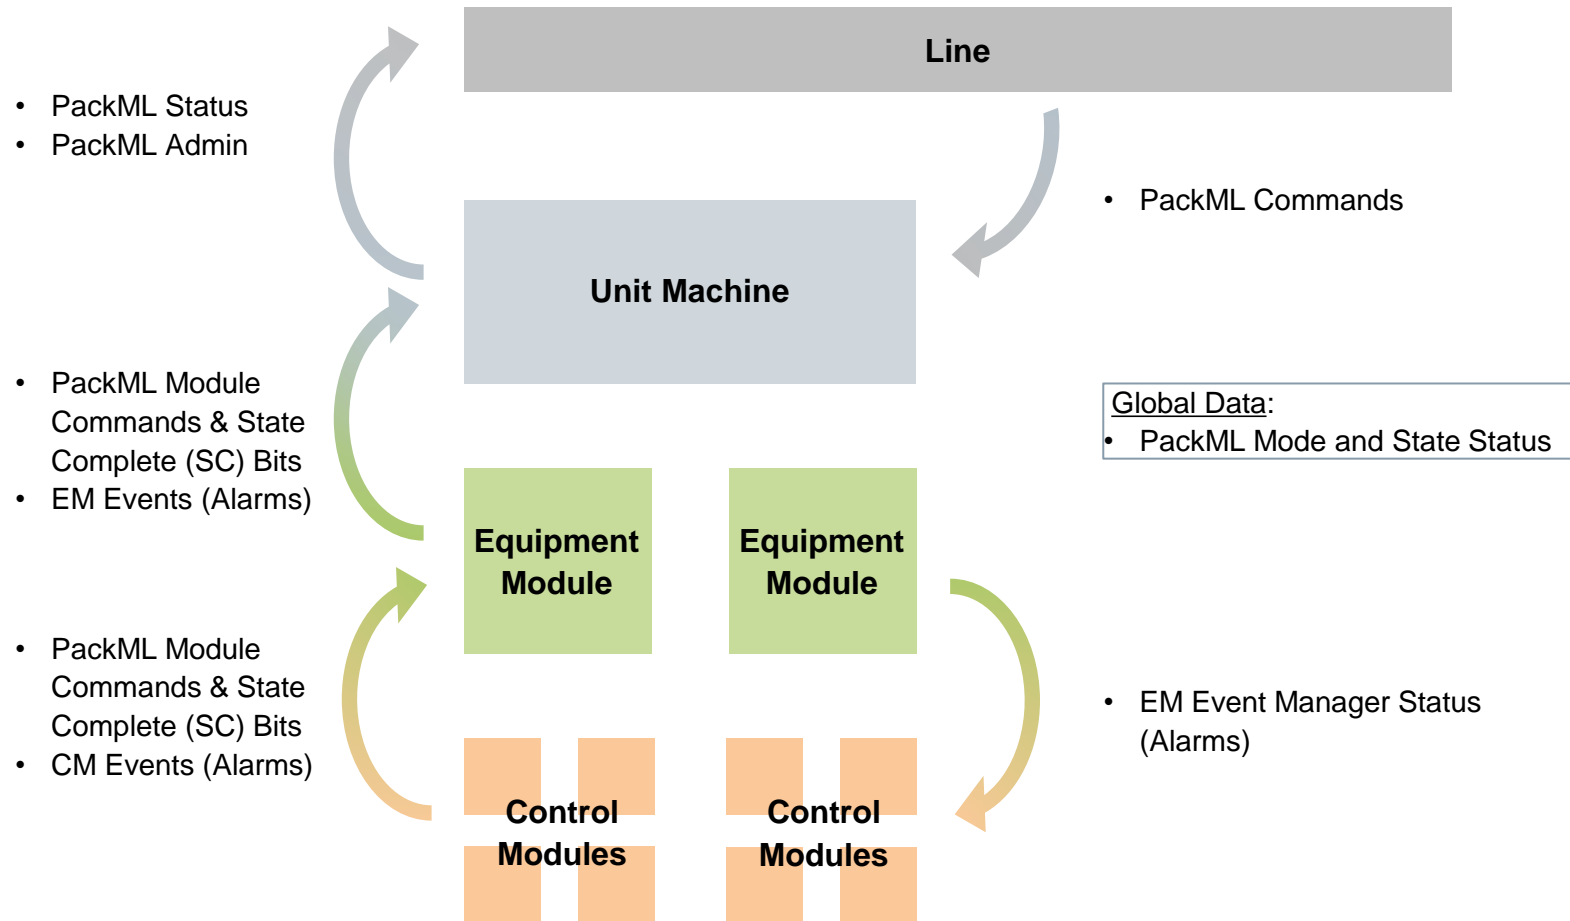 Line
• PackML Status
• PackML Admin
• PackML Commands
Unit Machine
• PackML Module
Commands & State
Complete (SC) Bits
• EM Events (Alarms)
Global Data:
• PackML Mode and State Status
Equipment
Module
Equipment
Module
• PackML Module
Commands & State
Complete (SC) Bits
• CM Events (Alarms)
• EM Event Manager Status
(Alarms)
Control
Modules
Control
Modules